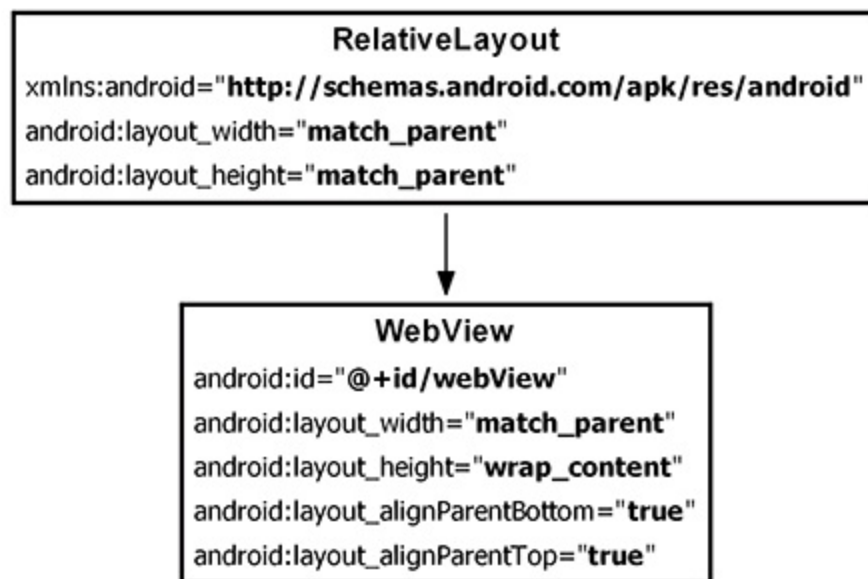 RelativeLayout
xmlns:android="http://schemas.android.com/apk/res/android"
android:layout_width="match_parent"
android:layout_height="match_parent"
WebView
android:id="@+id/webView"
android:layout_width="match_parent"
android:layout_height="wrap_content"
android:layout_alignParentBottom="true"
android:layout_alignParentTop="true"